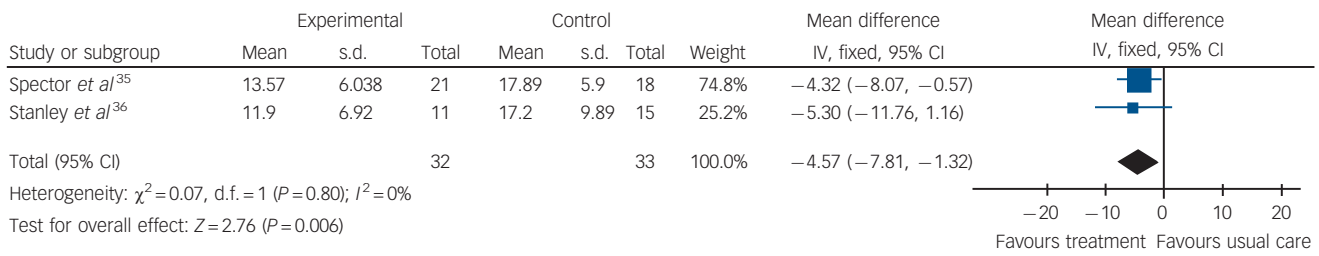 Experimental Control Mean difference Mean difference
Study or subgroup Mean s.d. Total Mean s.d. Total Weight IV, fixed, 95% CI IV, fixed, 95% CI
Spector et al³⁵ 13.57 6.038 21 17.89 5.9 18 74.8% −4.32 (−8.07, −0.57)
Stanley et al³⁶ 11.9 6.92 11 17.2 9.89 15 25.2% −5.30 (−11.76, 1.16)
Total (95% CI) 32 33 100.0% −4.57 (−7.81, −1.32)
Heterogeneity: χ²=0.07, d.f.=1 (P=0.80); I²=0%
Test for overall effect: Z=2.76 (P=0.006)
−20 −10 0 10 20
Favours treatment Favours usual care